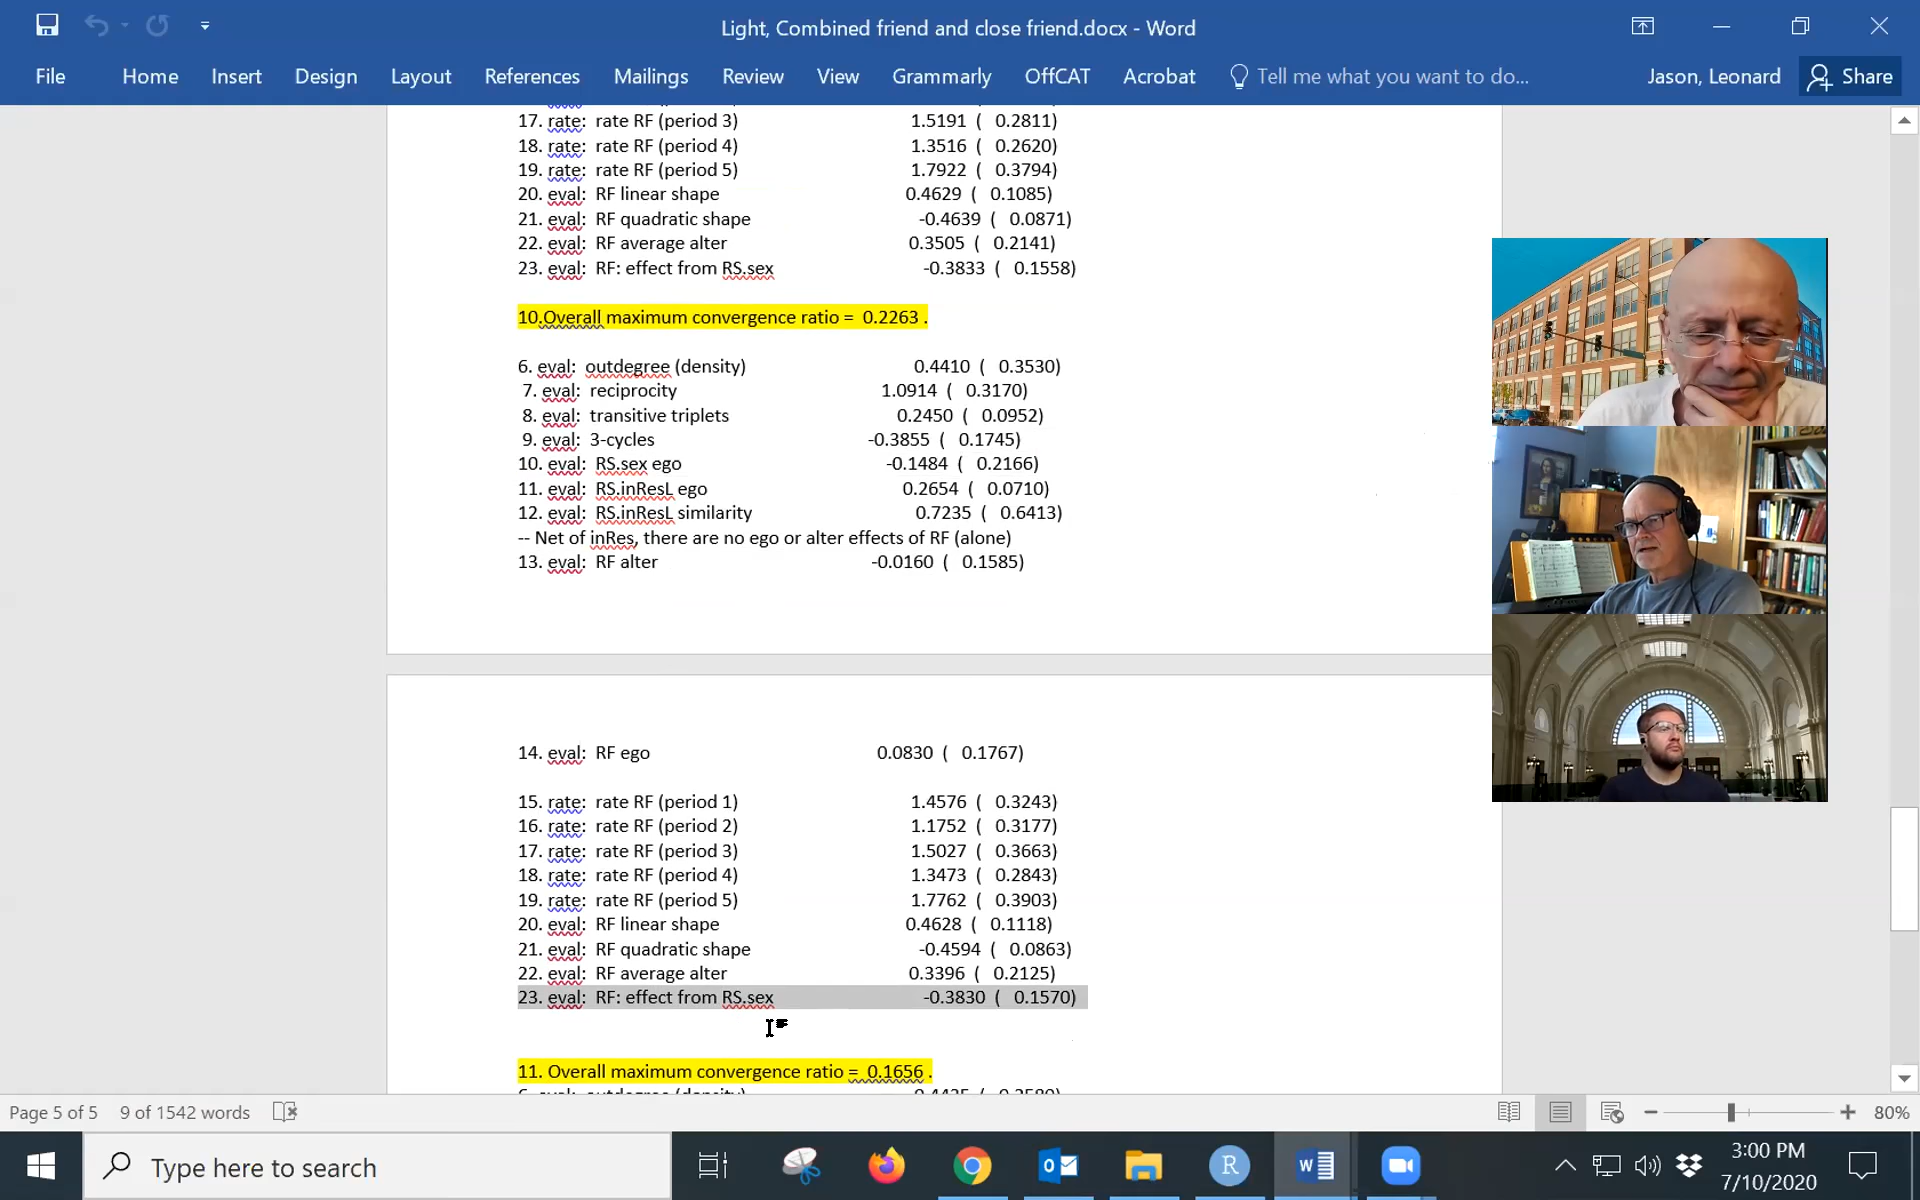 Light, Combined friend and close friend.docx - Word
File Home Insert Design Layout References Mailings Review View Grammarly OffCAT Acrobat Tell me what you want to do... Jason, Leonard Share
17. rate: rate RF (period 3) 1.5191 ( 0.2811)
18. rate: rate RF (period 4) 1.3516 ( 0.2620)
19. rate: rate RF (period 5) 1.7922 ( 0.3794)
20. eval: RF linear shape 0.4629 ( 0.1085)
21. eval: RF quadratic shape -0.4639 ( 0.0871)
22. eval: RF average alter 0.3505 ( 0.2141)
23. eval: RF: effect from RS.sex -0.3833 ( 0.1558)
10.Overall maximum convergence ratio = 0.2263 .
6. eval: outdegree (density) 0.4410 ( 0.3530)
7. eval: reciprocity 1.0914 ( 0.3170)
8. eval: transitive triplets 0.2450 ( 0.0952)
9. eval: 3-cycles -0.3855 ( 0.1745)
10. eval: RS.sex ego -0.1484 ( 0.2166)
11. eval: RS.inResL ego 0.2654 ( 0.0710)
12. eval: RS.inResL similarity 0.7235 ( 0.6413)
-- Net of inRes, there are no ego or alter effects of RF (alone)
13. eval: RF alter -0.0160 ( 0.1585)
14. eval: RF ego 0.0830 ( 0.1767)
15. rate: rate RF (period 1) 1.4576 ( 0.3243)
16. rate: rate RF (period 2) 1.1752 ( 0.3177)
17. rate: rate RF (period 3) 1.5027 ( 0.3663)
18. rate: rate RF (period 4) 1.3473 ( 0.2843)
19. rate: rate RF (period 5) 1.7762 ( 0.3903)
20. eval: RF linear shape 0.4628 ( 0.1118)
21. eval: RF quadratic shape -0.4594 ( 0.0863)
22. eval: RF average alter 0.3396 ( 0.2125)
23. eval: RF: effect from RS.sex -0.3830 ( 0.1570)
11. Overall maximum convergence ratio = 0.1656 .
Page 5 of 5 9 of 1542 words 80%
Type here to search
3:00 PM
7/10/2020